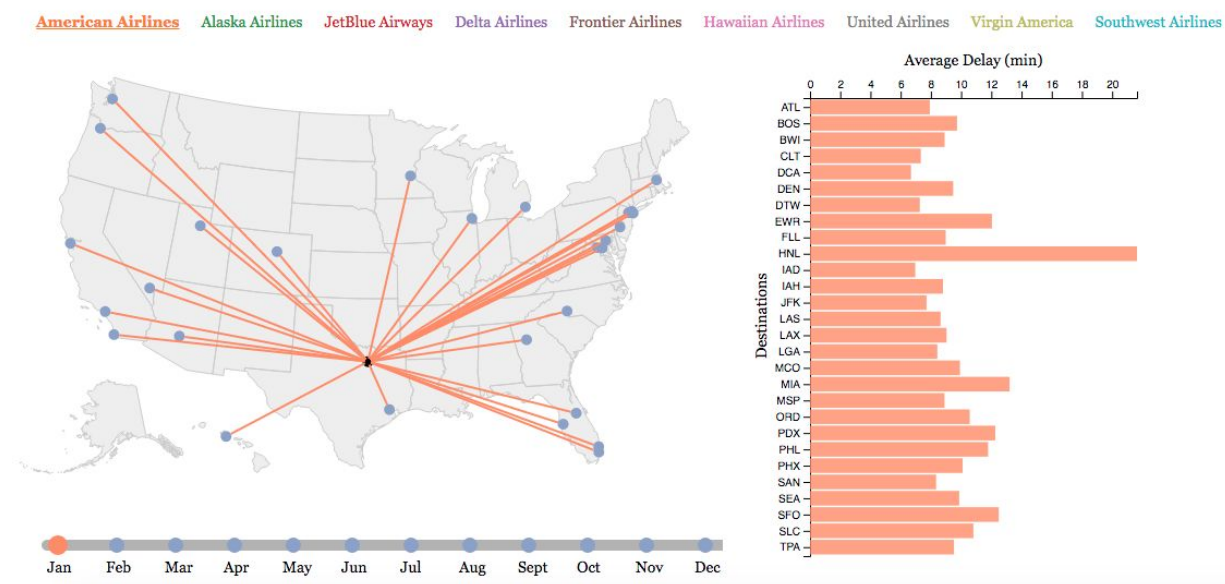 American Airlines Alaska Airlines JetBlue Airways Delta Airlines Frontier Airlines Hawaiian Airlines United Airlines Virgin America Southwest Airlines
Average Delay (min)
0 2 4 6 8 10 12 14 16 18 20
Destinations
ATL
BOS
BWI
CLT
DCA
DEN
DTW
EWR
FLL
HNL
IAD
IAH
JFK
LAS
LAX
LGA
MCO
MIA
MSP
ORD
PDX
PHL
PHX
SAN
SEA
SFO
SLC
TPA
Jan Feb Mar Apr May Jun Jul Aug Sept Oct Nov Dec